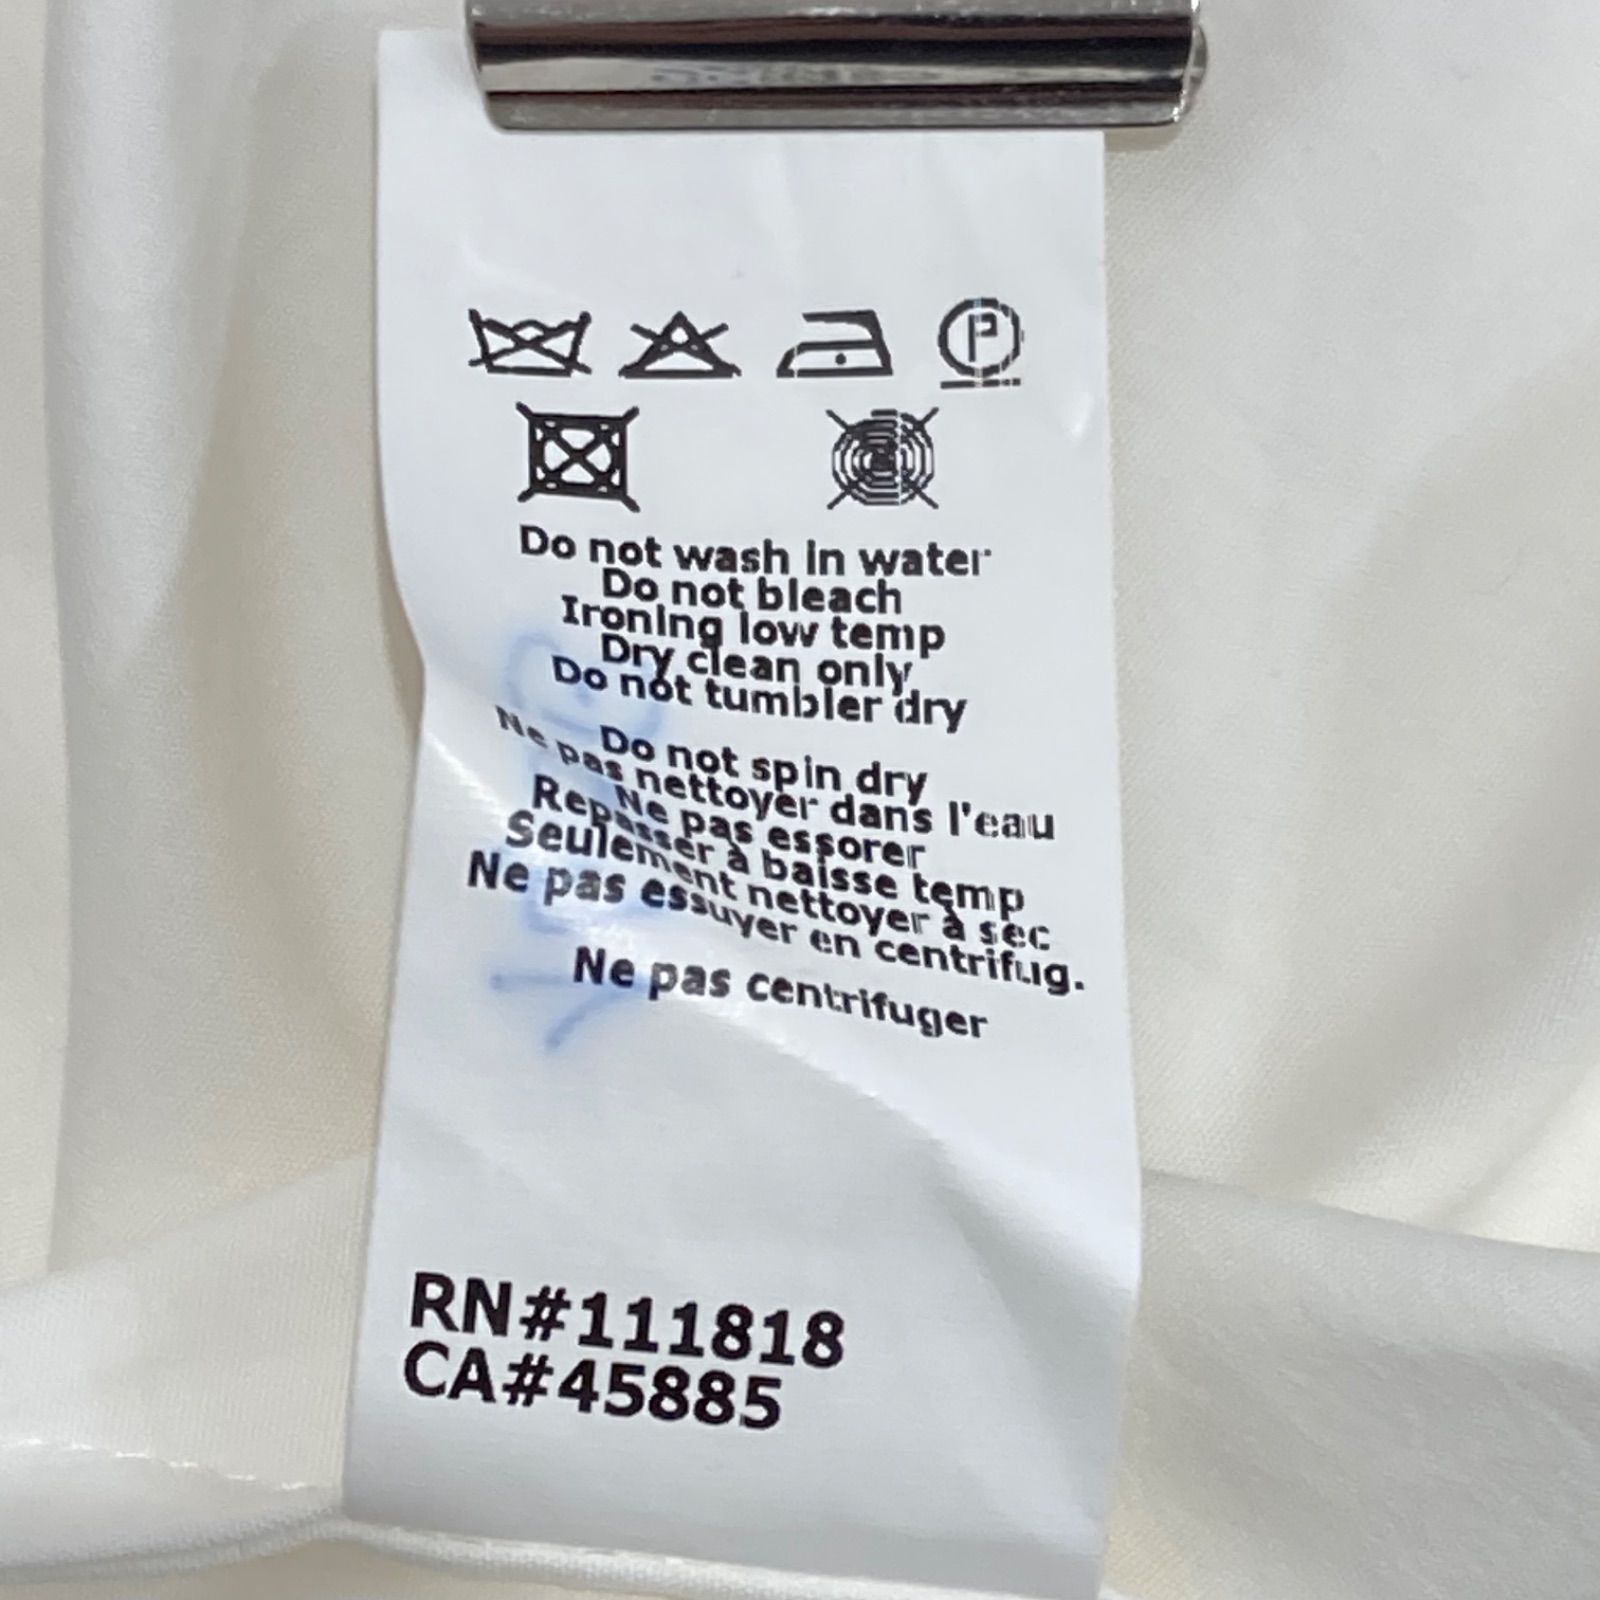 P
Do not wash in water
Do not bleach
Ironing low temp
Dry clean only
Do not tumbler dry
Do not spin dry
Ne pas nettoyer dans l'eau
Ne pas essorer
Repasser à baisse temp
Seulement nettoyer à sec
Ne pas essuyer en centrifug.
Ne pas centrifuger
RN#111818
CA#45885